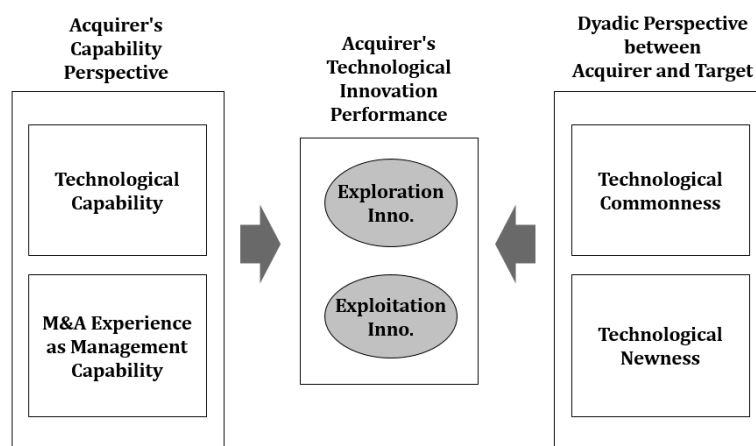 Acquirer's
Capability
Perspective
Technological
Capability
M&A Experience
as Management
Capability
Acquirer's
Technological
Innovation
Performance
Exploration
Inno.
Exploitation
Inno.
Dyadic Perspective
between
Acquirer and Target
Technological
Commonness
Technological
Newness